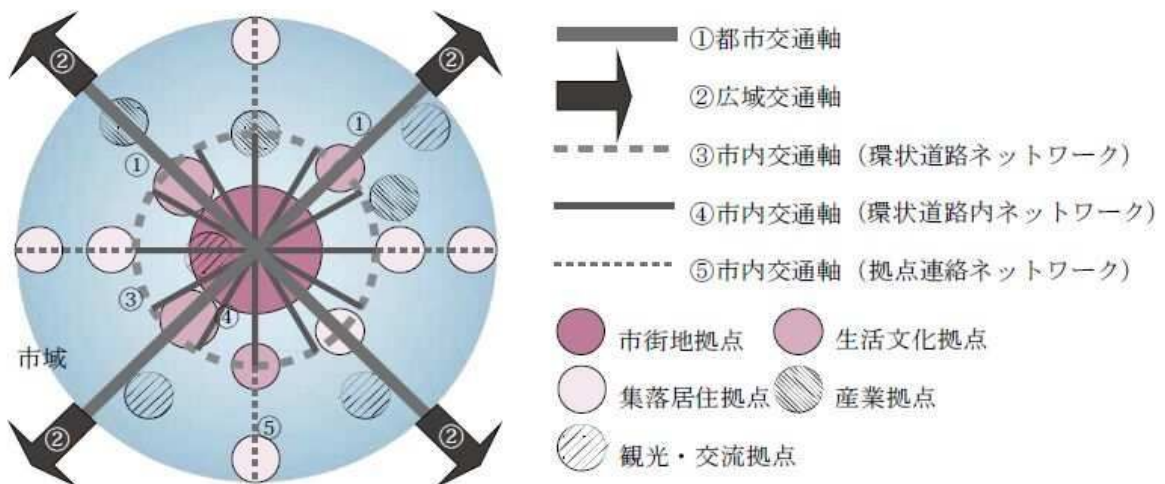 ②
②
①
①
③
④
市域
⑤
②
②
①都市交通軸
②広域交通軸
③市内交通軸(環状道路ネットワーク)
④市内交通軸(環状道路内ネットワーク)
⑤市内交通軸(拠点連絡ネットワーク)
市街地拠点
生活文化拠点
集落居住拠点
産業拠点
観光・交流拠点